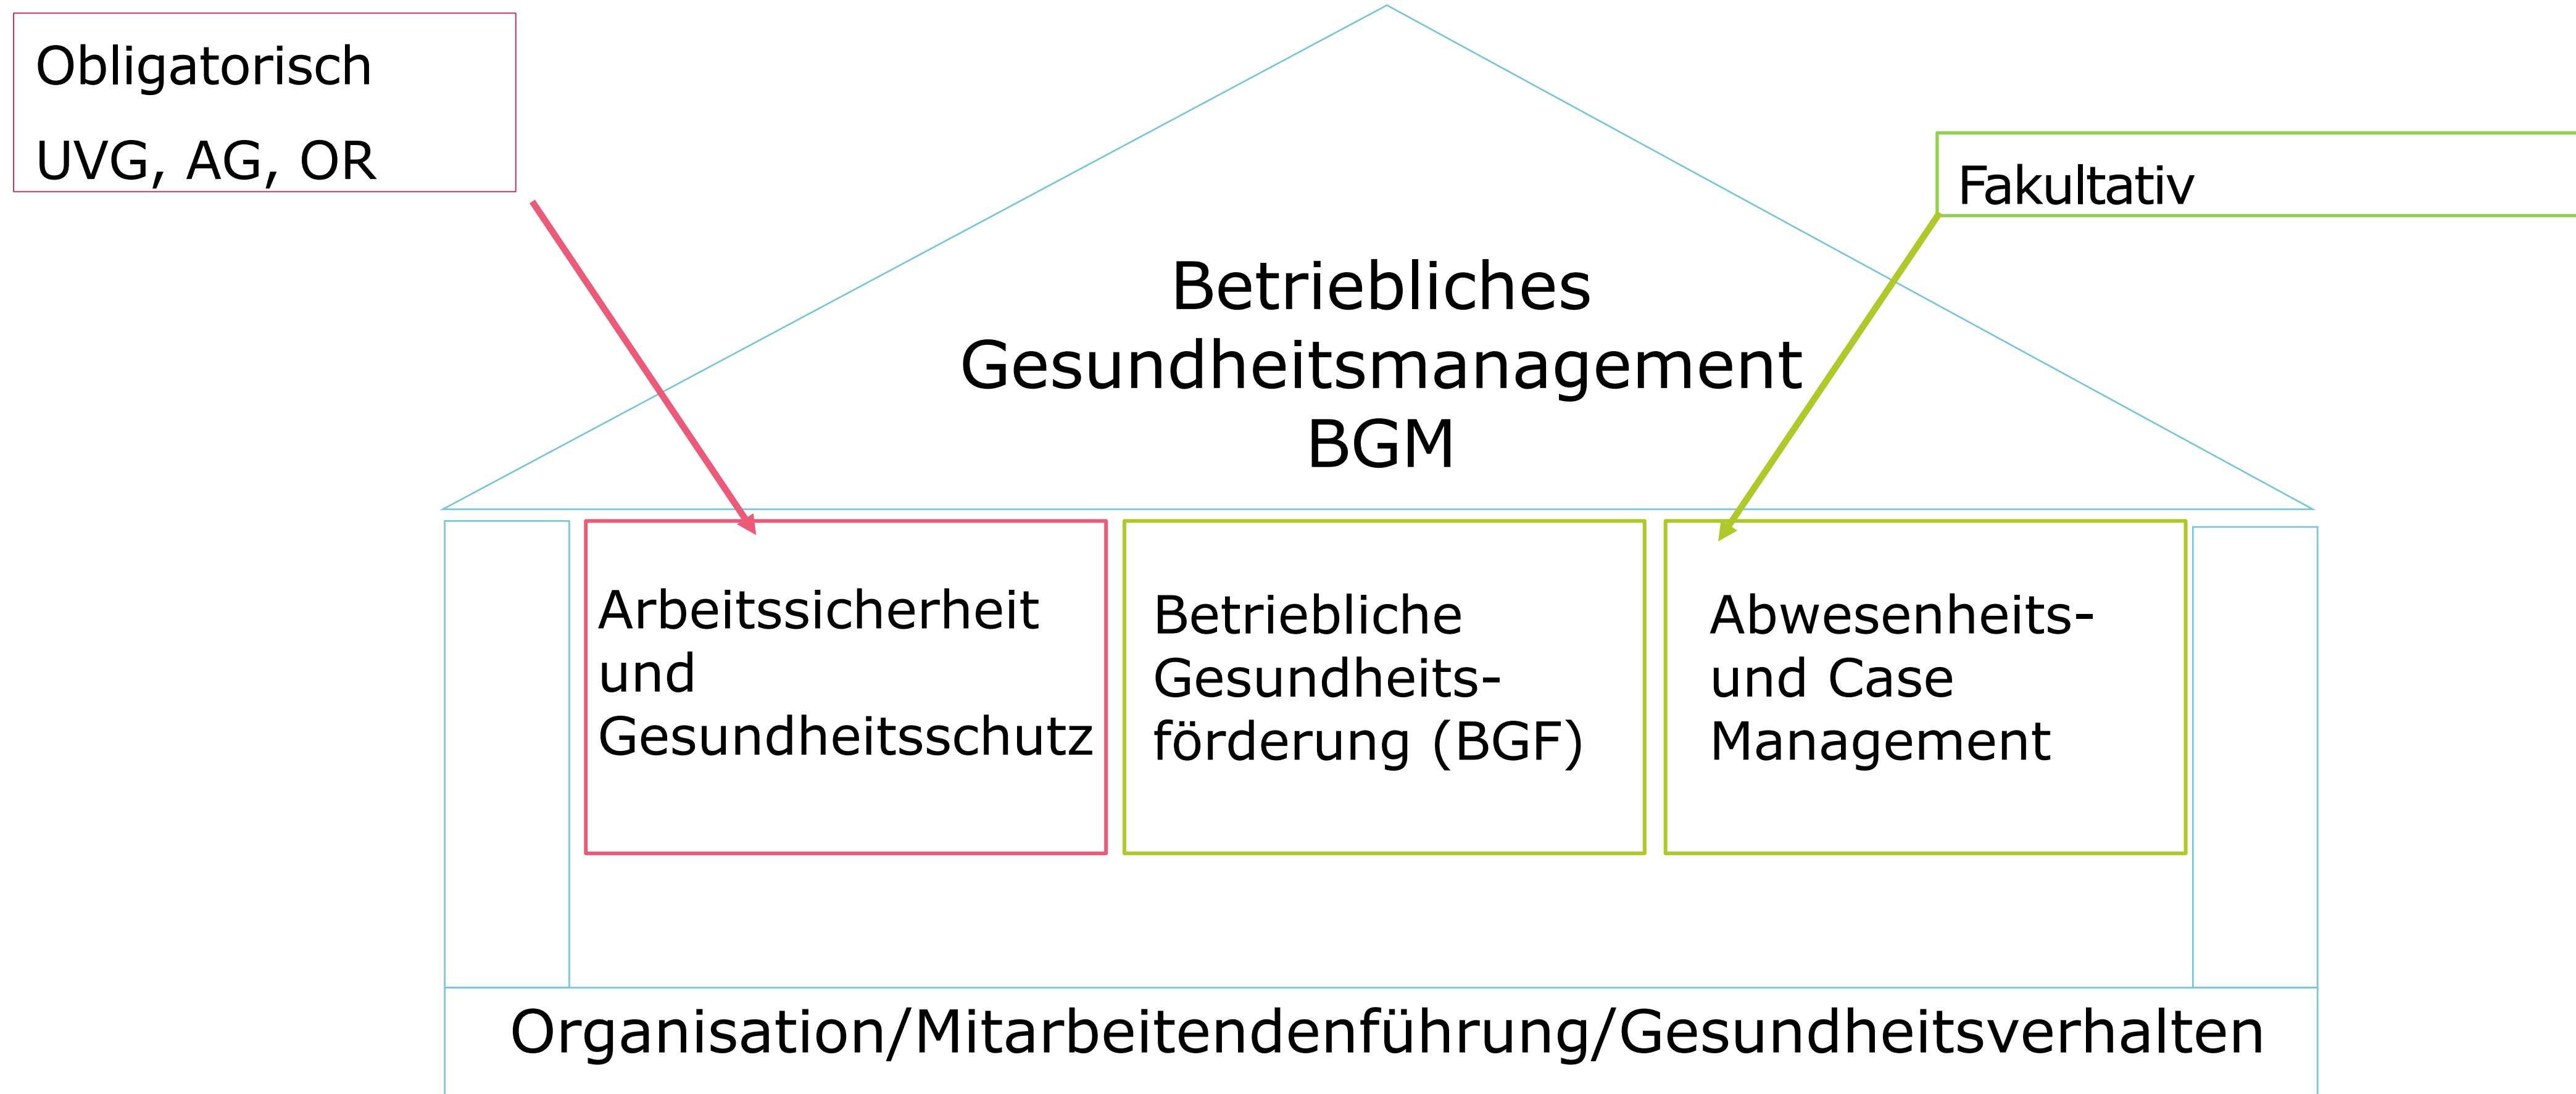 Obligatorisch
UVG, AG, OR
Fakultativ
Betriebliches
Gesundheitsmanagement
BGM
Arbeitssicherheit
und
Gesundheitsschutz
Betriebliche
Gesundheits-
förderung (BGF)
Abwesenheits-
und Case
Management
Organisation/Mitarbeitendenführung/Gesundheitsverhalten